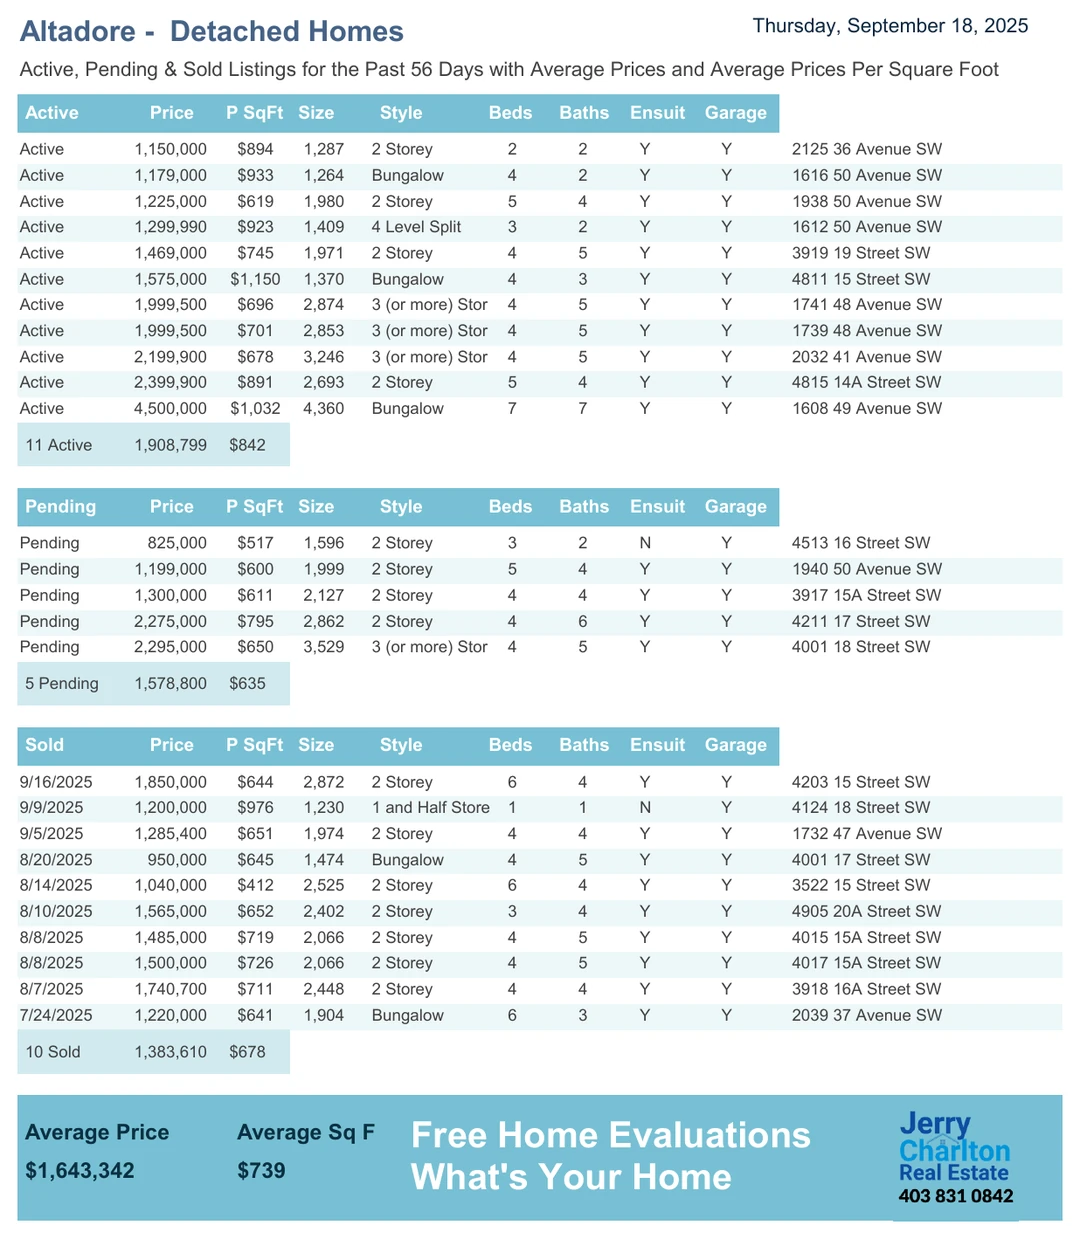 Altadore - Detached Homes
Thursday, September 18, 2025
Active, Pending & Sold Listings for the Past 56 Days with Average Prices and Average Prices Per Square Foot
Active Price P SqFt Size Style Beds Baths Ensuit Garage
Active 1,150,000 $894 1,287 2 Storey 2 2 Y Y 2125 36 Avenue SW
Active 1,179,000 $933 1,264 Bungalow 4 2 Y Y 1616 50 Avenue SW
Active 1,225,000 $619 1,980 2 Storey 5 4 Y Y 1938 50 Avenue SW
Active 1,299,990 $923 1,409 4 Level Split 3 2 Y Y 1612 50 Avenue SW
Active 1,469,000 $745 1,971 2 Storey 4 5 Y Y 3919 19 Street SW
Active 1,575,000 $1,150 1,370 Bungalow 4 3 Y Y 4811 15 Street SW
Active 1,999,500 $696 2,874 3 (or more) Stor 4 5 Y Y 1741 48 Avenue SW
Active 1,999,500 $701 2,853 3 (or more) Stor 4 5 Y Y 1739 48 Avenue SW
Active 2,199,900 $678 3,246 3 (or more) Stor 4 5 Y Y 2032 41 Avenue SW
Active 2,399,900 $891 2,693 2 Storey 5 4 Y Y 4815 14A Street SW
Active 4,500,000 $1,032 4,360 Bungalow 7 7 Y Y 1608 49 Avenue SW
11 Active 1,908,799 $842
Pending Price P SqFt Size Style Beds Baths Ensuit Garage
Pending 825,000 $517 1,596 2 Storey 3 2 N Y 4513 16 Street SW
Pending 1,199,000 $600 1,999 2 Storey 5 4 Y Y 1940 50 Avenue SW
Pending 1,300,000 $611 2,127 2 Storey 4 4 Y Y 3917 15A Street SW
Pending 2,275,000 $795 2,862 2 Storey 4 6 Y Y 4211 17 Street SW
Pending 2,295,000 $650 3,529 3 (or more) Stor 4 5 Y Y 4001 18 Street SW
5 Pending 1,578,800 $635
Sold Price P SqFt Size Style Beds Baths Ensuit Garage
9/16/2025 1,850,000 $644 2,872 2 Storey 6 4 Y Y 4203 15 Street SW
9/9/2025 1,200,000 $976 1,230 1 and Half Store 1 1 N Y 4124 18 Street SW
9/5/2025 1,285,400 $651 1,974 2 Storey 4 4 Y Y 1732 47 Avenue SW
8/20/2025 950,000 $645 1,474 Bungalow 4 5 Y Y 4001 17 Street SW
8/14/2025 1,040,000 $412 2,525 2 Storey 6 4 Y Y 3522 15 Street SW
8/10/2025 1,565,000 $652 2,402 2 Storey 3 4 Y Y 4905 20A Street SW
8/8/2025 1,485,000 $719 2,066 2 Storey 4 5 Y Y 4015 15A Street SW
8/8/2025 1,500,000 $726 2,066 2 Storey 4 5 Y Y 4017 15A Street SW
8/7/2025 1,740,700 $711 2,448 2 Storey 4 4 Y Y 3918 16A Street SW
7/24/2025 1,220,000 $641 1,904 Bungalow 6 3 Y Y 2039 37 Avenue SW
10 Sold 1,383,610 $678
Average Price Average Sq F
$1,643,342 $739
Free Home Evaluations
What's Your Home
Jerry
Charlton
Real Estate
403 831 0842